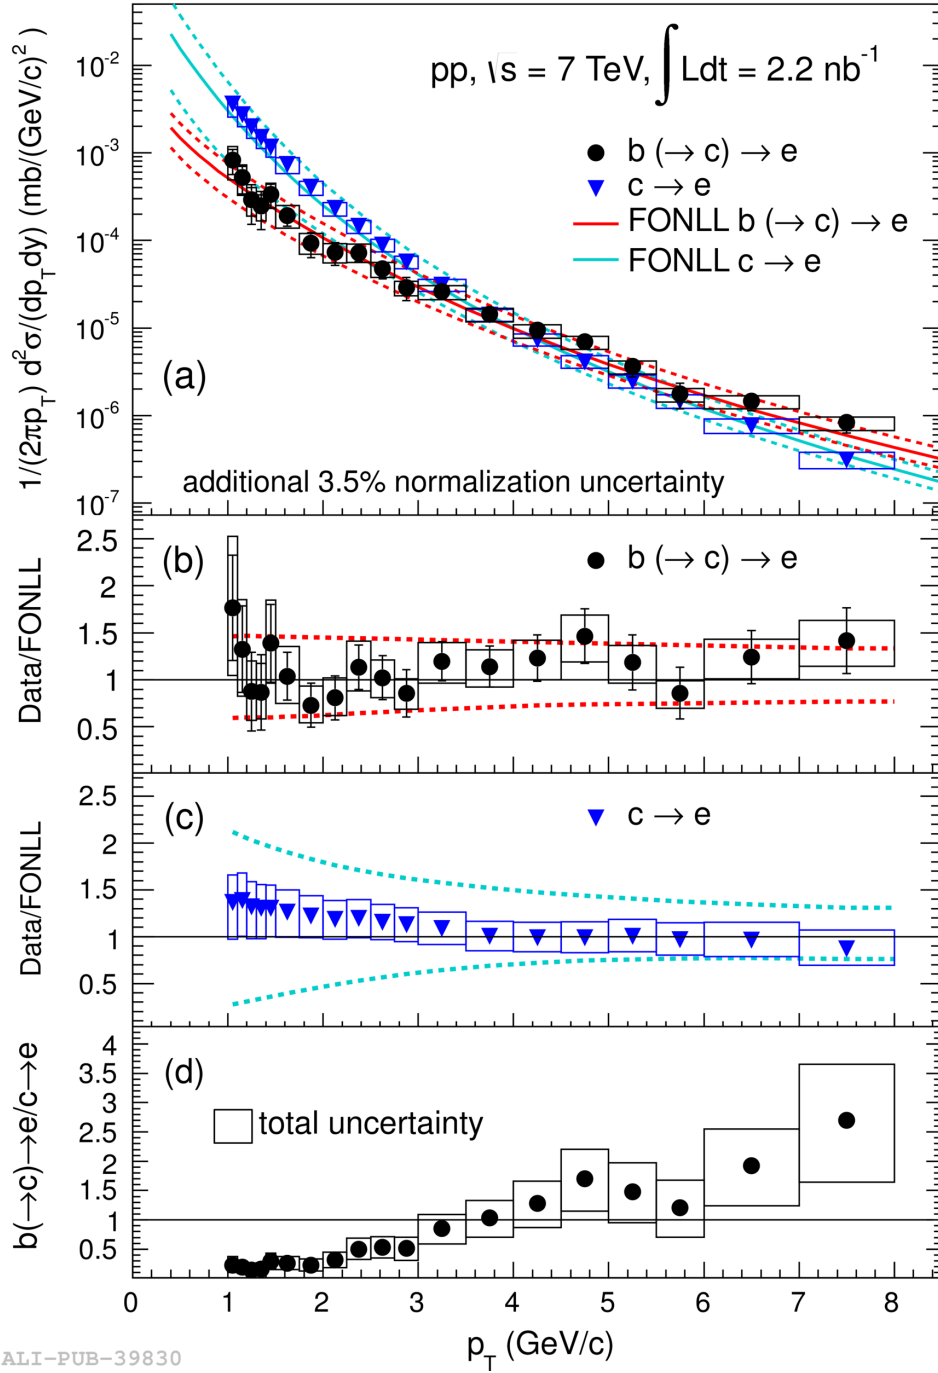 1/(2πp_T) d²σ/(dp_Tdy) (mb/(GeV/c)²)
10⁻²
10⁻³
10⁻⁴
10⁻⁵
10⁻⁶
10⁻⁷
pp, √s = 7 TeV, ∫Ldt = 2.2 nb⁻¹
b (→ c) → e
c → e
FONLL b (→ c) → e
FONLL c → e
(a)
additional 3.5% normalization uncertainty
Data/FONLL
2.5
2
1.5
1
0.5
(b)
b (→ c) → e
Data/FONLL
2.5
2
1.5
1
0.5
(c)
c → e
b(→c)→e/c→e
4
3.5
3
2.5
2
1.5
1
0.5
(d)
total uncertainty
0 1 2 3 4 5 6 7 8
p_T (GeV/c)
ALI-PUB-39830